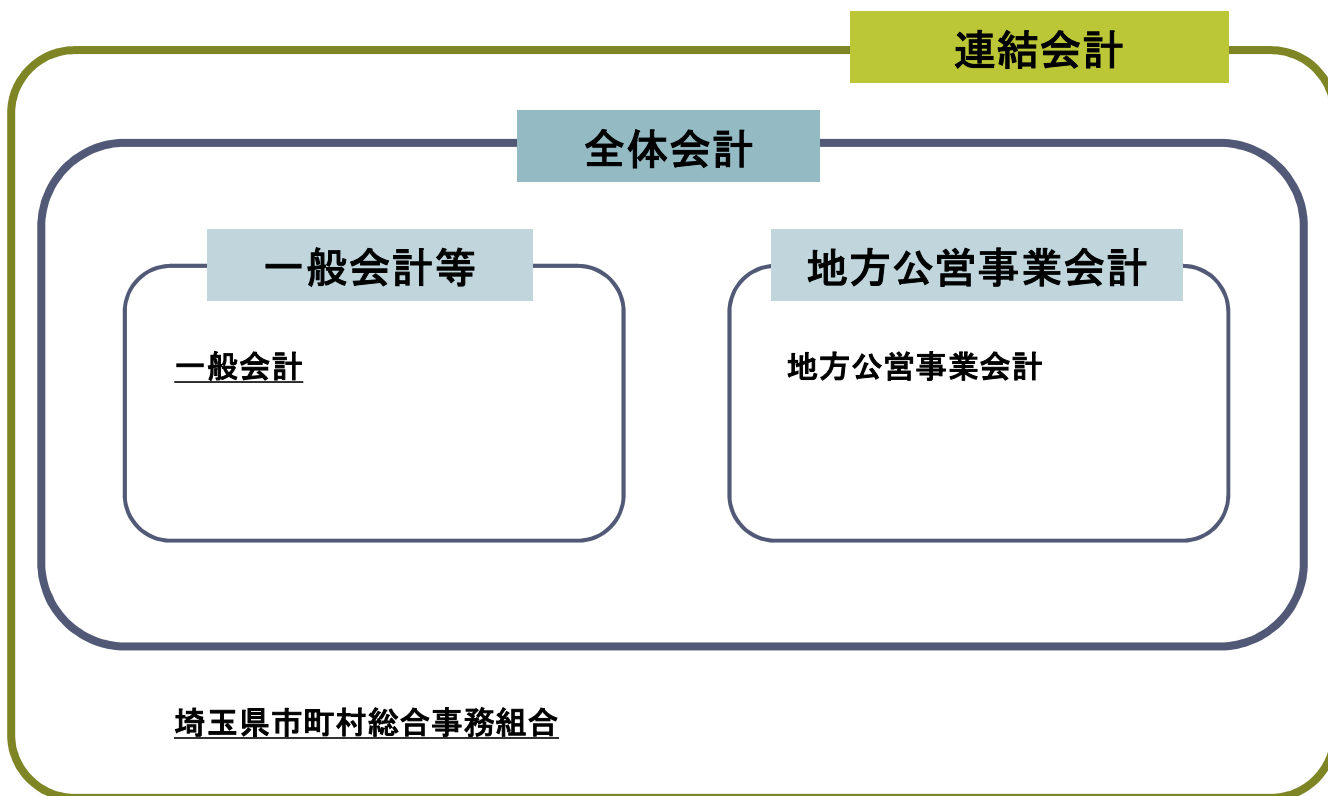 連結会計
全体会計
一般会計等
地方公営事業会計
一般会計
地方公営事業会計
埼玉県市町村総合事務組合